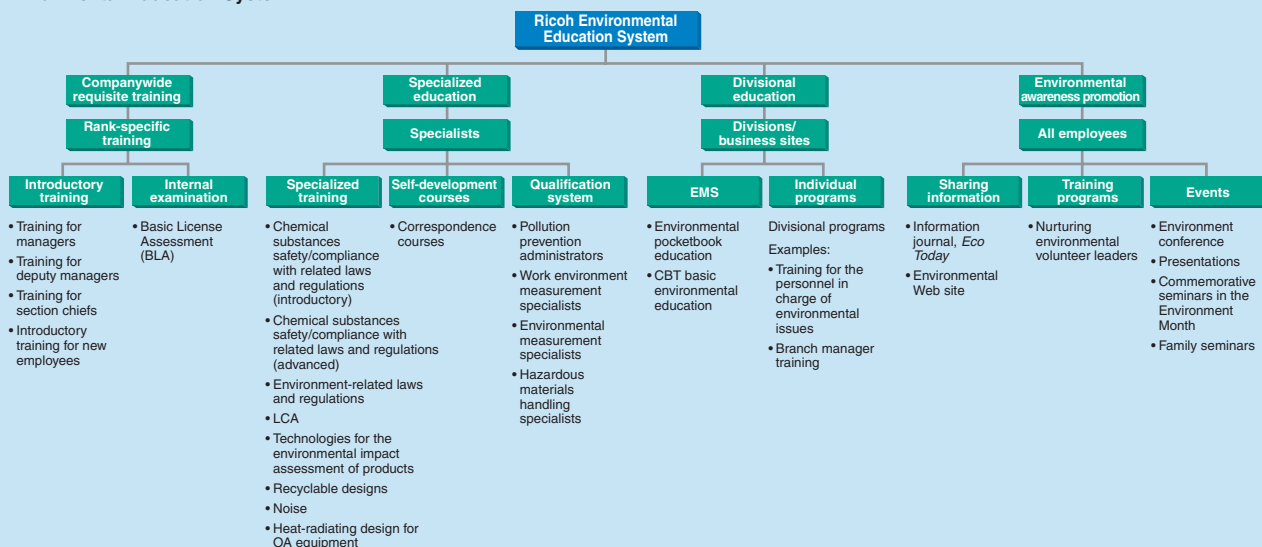 Education
Ricoh Environmental
Education System
Companywide
requisite training
Specialized
education
Divisional
education
Environmental
awareness promotion
Rank-specific
training
Specialists
Divisions/
business sites
All employees
Introductory
training
• Training for
managers
• Training for
deputy managers
• Training for
section chiefs
• Introductory
training for new
employees
Internal
examination
• Basic License
Assessment
(BLA)
Specialized
training
• Chemical
substances
safety/compliance
with related laws
and regulations
(introductory)
• Chemical substances
safety/compliance with
related laws and regulations
(advanced)
• Environment-related laws
and regulations
• LCA
• Technologies for the
environmental impact
assessment of products
• Recyclable designs
• Noise
• Heat-radiating design for
OA equipment
Self-development
courses
• Correspondence
courses
Qualification
system
• Pollution
prevention
administrators
• Work environment
measurement
specialists
• Environmental
measurement
specialists
• Hazardous
materials
handling
specialists
EMS
• Environmental
pocketbook
education
• CBT basic
environmental
education
Individual
programs
Divisional programs
Examples:
• Training for the
personnel in
charge of
environmental
issues
• Branch manager
training
Sharing
information
• Information
journal, Eco
Today
• Environmental
Web site
Training
programs
• Nurturing
environmental
volunteer leaders
Events
• Environment
conference
• Presentations
• Commemorative
seminars in the
Environment
Month
• Family seminars